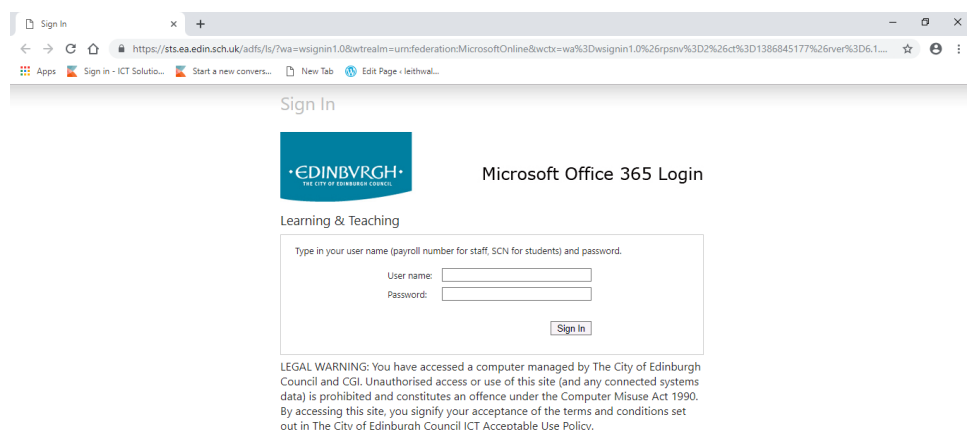 Sign In
https://sts.ea.edin.sch.uk/adfs/ls/?wa=wsignin1.0&wtrealm=urn:federation:MicrosoftOnline&wctx=wa%3Dwsignin1.0%26rpsnv%3D2%26ct%3D1386845177%26rver%3D6.1....
Apps Sign in - ICT Solutio... Start a new convers... New Tab Edit Page ‹ leithwal...
Sign In
·EDINBVRGH·
THE CITY OF EDINBURGH COUNCIL
Microsoft Office 365 Login
Learning & Teaching
Type in your user name (payroll number for staff, SCN for students) and password.
User name:
Password:
Sign In
LEGAL WARNING: You have accessed a computer managed by The City of Edinburgh
Council and CGI. Unauthorised access or use of this site (and any connected systems
data) is prohibited and constitutes an offence under the Computer Misuse Act 1990.
By accessing this site, you signify your acceptance of the terms and conditions set
out in The City of Edinburgh Council ICT Acceptable Use Policy.